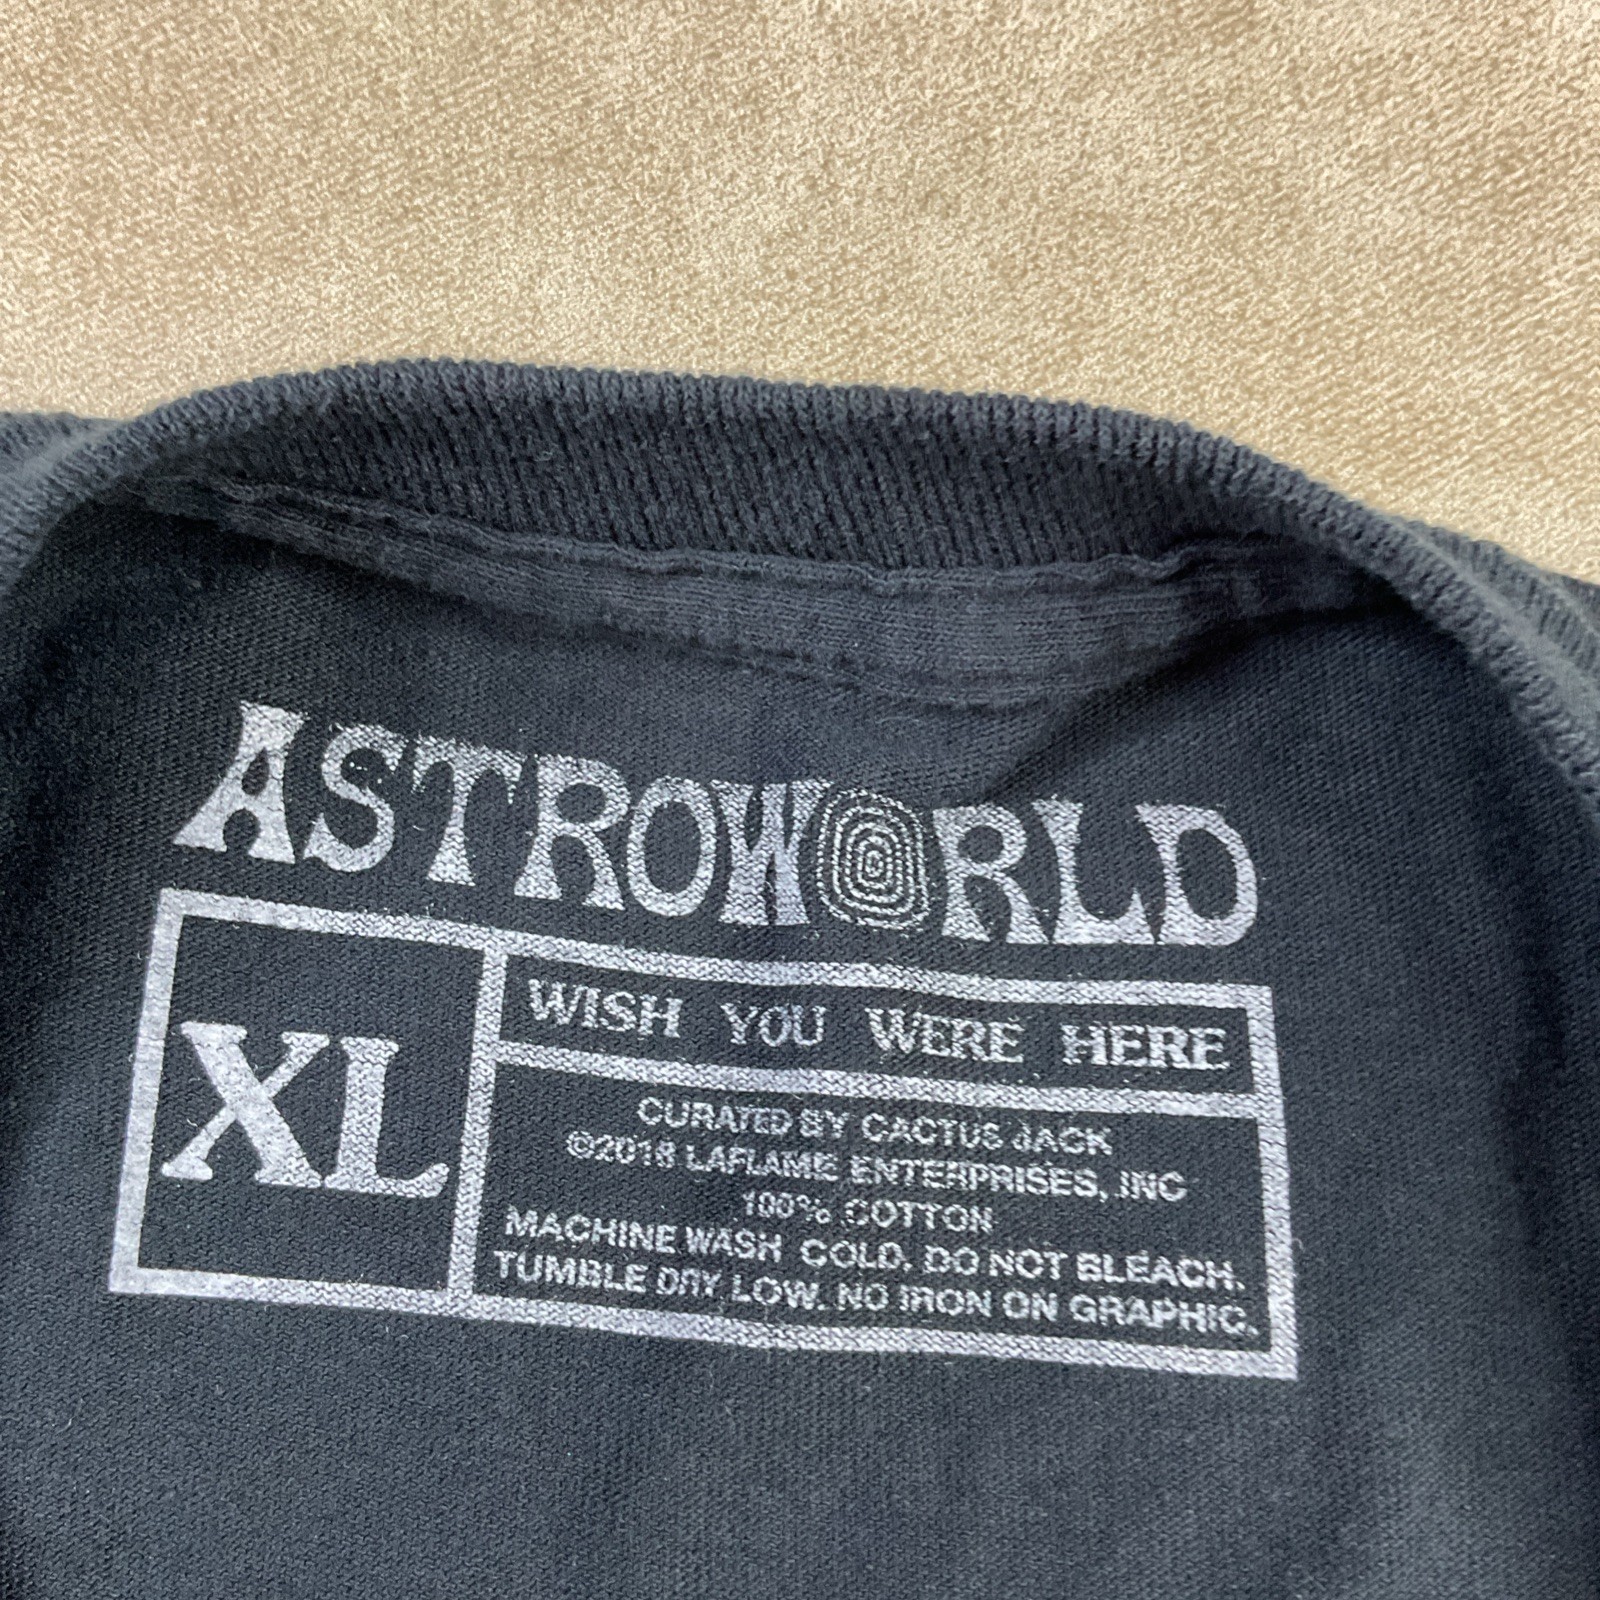 ASTROWORLD
XL
WISH YOU WERE HERE
CURATED BY CACTUS JACK
©2018 LAFLAME ENTERPRISES, INC
100% COTTON
MACHINE WASH COLD. DO NOT BLEACH.
TUMBLE DRY LOW. NO IRON ON GRAPHIC.